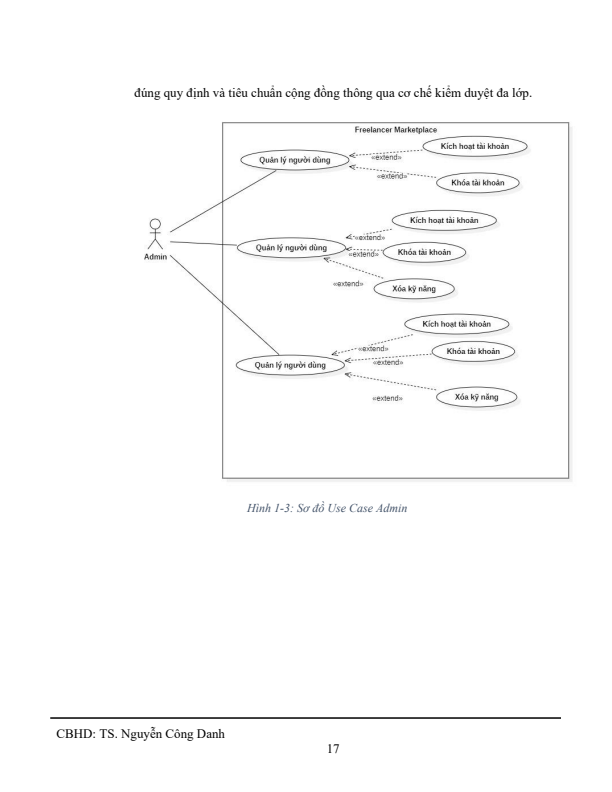 đúng quy định và tiêu chuẩn cộng đồng thông qua cơ chế kiểm duyệt đa lớp.
Freelancer Marketplace
Kích hoạt tài khoản
«extend»
Quản lý người dùng
«extend»
Khóa tài khoản
Kích hoạt tài khoản
«extend»
Quản lý người dùng
Khóa tài khoản
«extend»
Admin
«extend»
Xóa kỹ năng
Kích hoạt tài khoản
«extend»
Khóa tài khoản
«extend»
Quản lý người dùng
Xóa kỹ năng
«extend»
Hình 1-3: Sơ đồ Use Case Admin
CBHD: TS. Nguyễn Công Danh
17